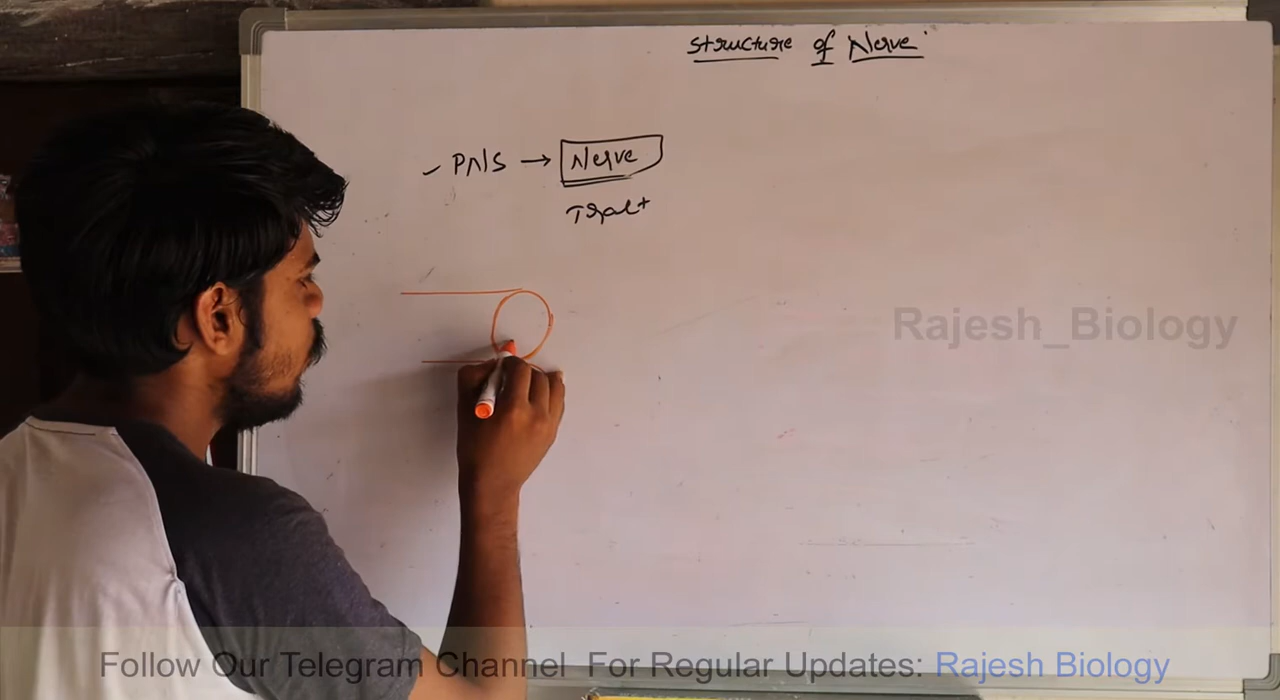 Structure of Nerve
- PNS → Nerve
Tract
Rajesh_Biology
Follow Our Telegram Channel For Regular Updates: Rajesh Biology